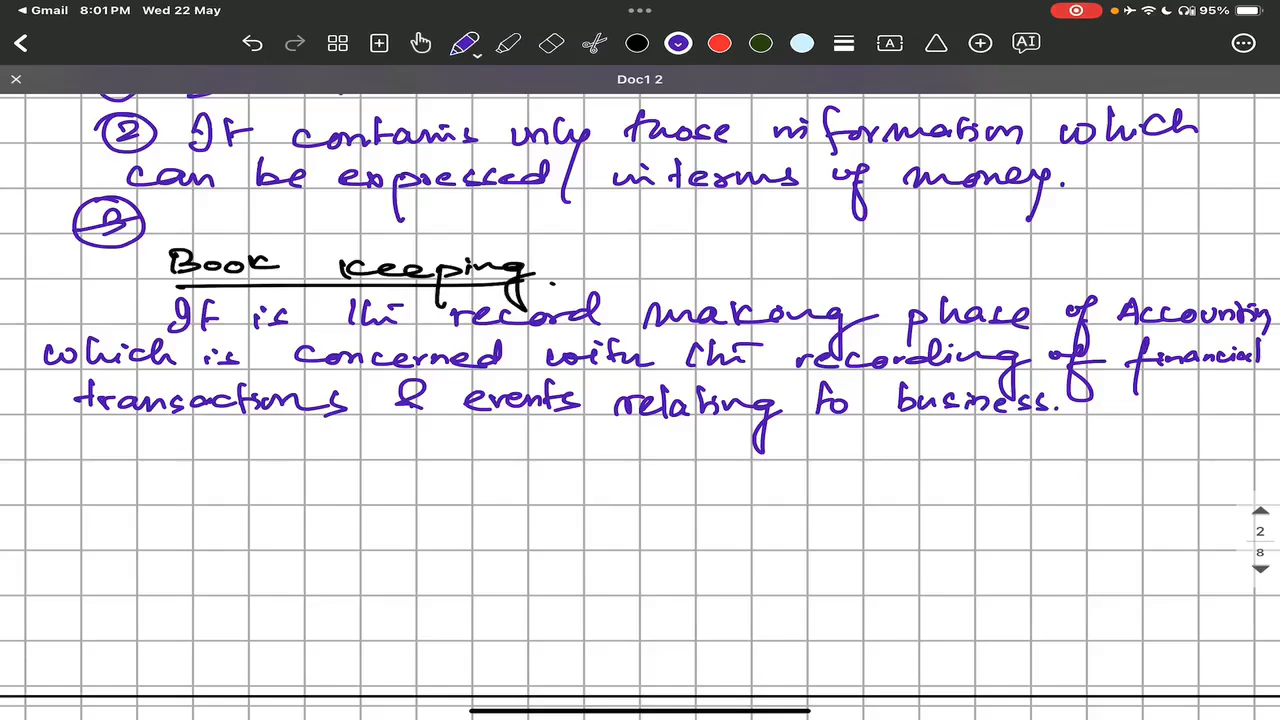 Gmail 8:01 PM Wed 22 May 95%
A AI
Doc1 2
② It contains only those information which
can be expressed in terms of money.
Book Keeping.
It is the record making phase of Accounting
which is concerned with the recording of financial
transactions & events relating to business.
2
8